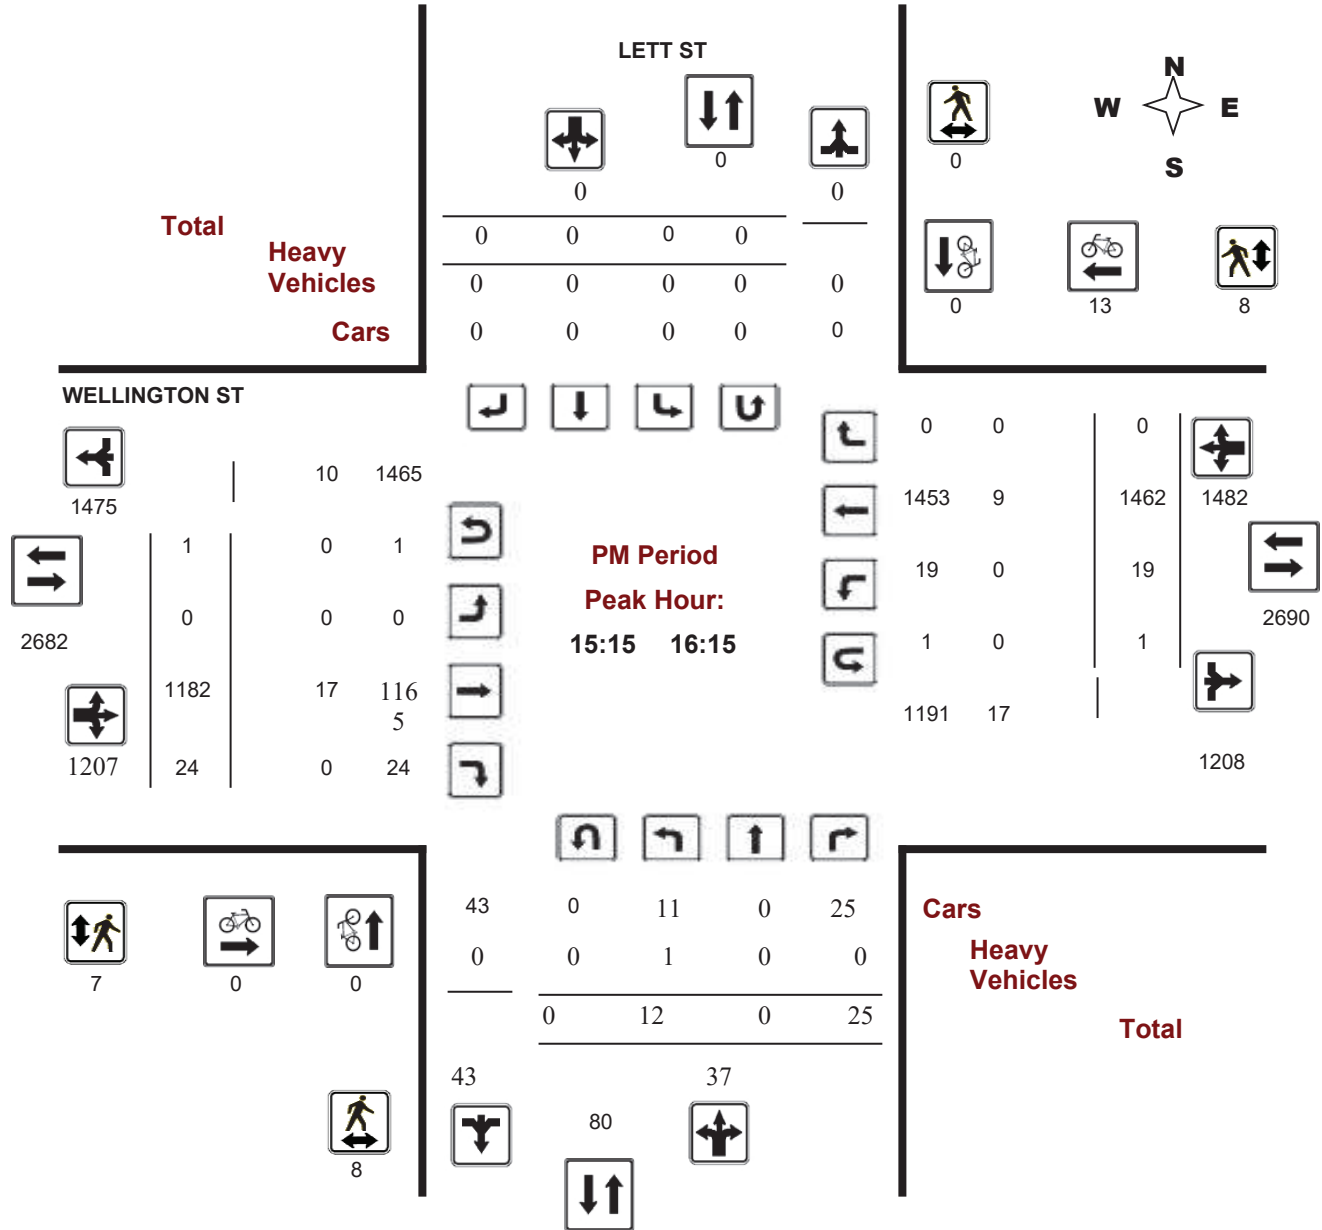 LETT ST
N
W E
S
0
0
0 0
Total
0 0 0 0
Heavy
Vehicles
0 0 0 0 0
Cars
0 0 0 0 0
0 13 8
WELLINGTON ST
1475
10 1465
1 0 1
2682
0 0 0
1182 17 116
5
1207 24 0 24
PM Period
Peak Hour:
15:15 16:15
0 0 0
1453 9 1462 1482
19 0 19
2690
1 0 1
1191 17
1208
43 0 11 0 25
Cars
0 0 1 0 0
Heavy
Vehicles
0 12 0 25
Total
7 0 0
43 37
80
8